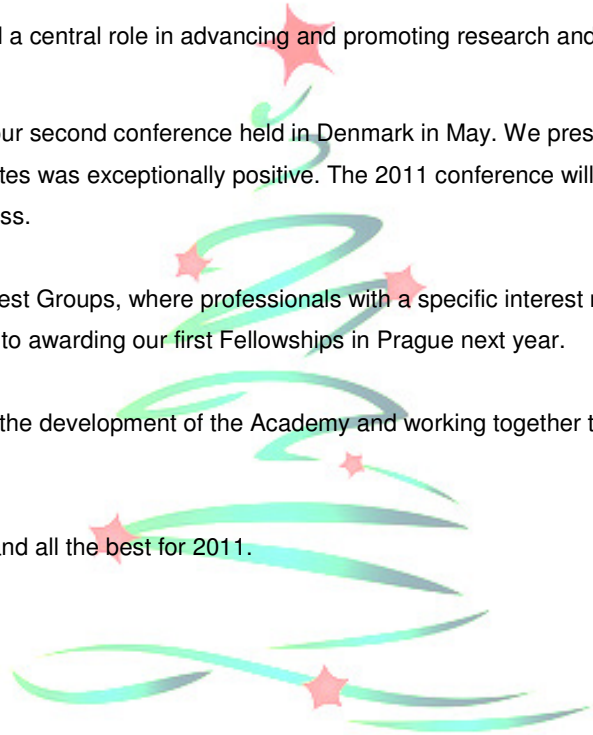 a central role in advancing and promoting research and
our second conference held in Denmark in May. We pres
tes was exceptionally positive. The 2011 conference will
ss.
est Groups, where professionals with a specific interest
to awarding our first Fellowships in Prague next year.
the development of the Academy and working together t
and all the best for 2011.